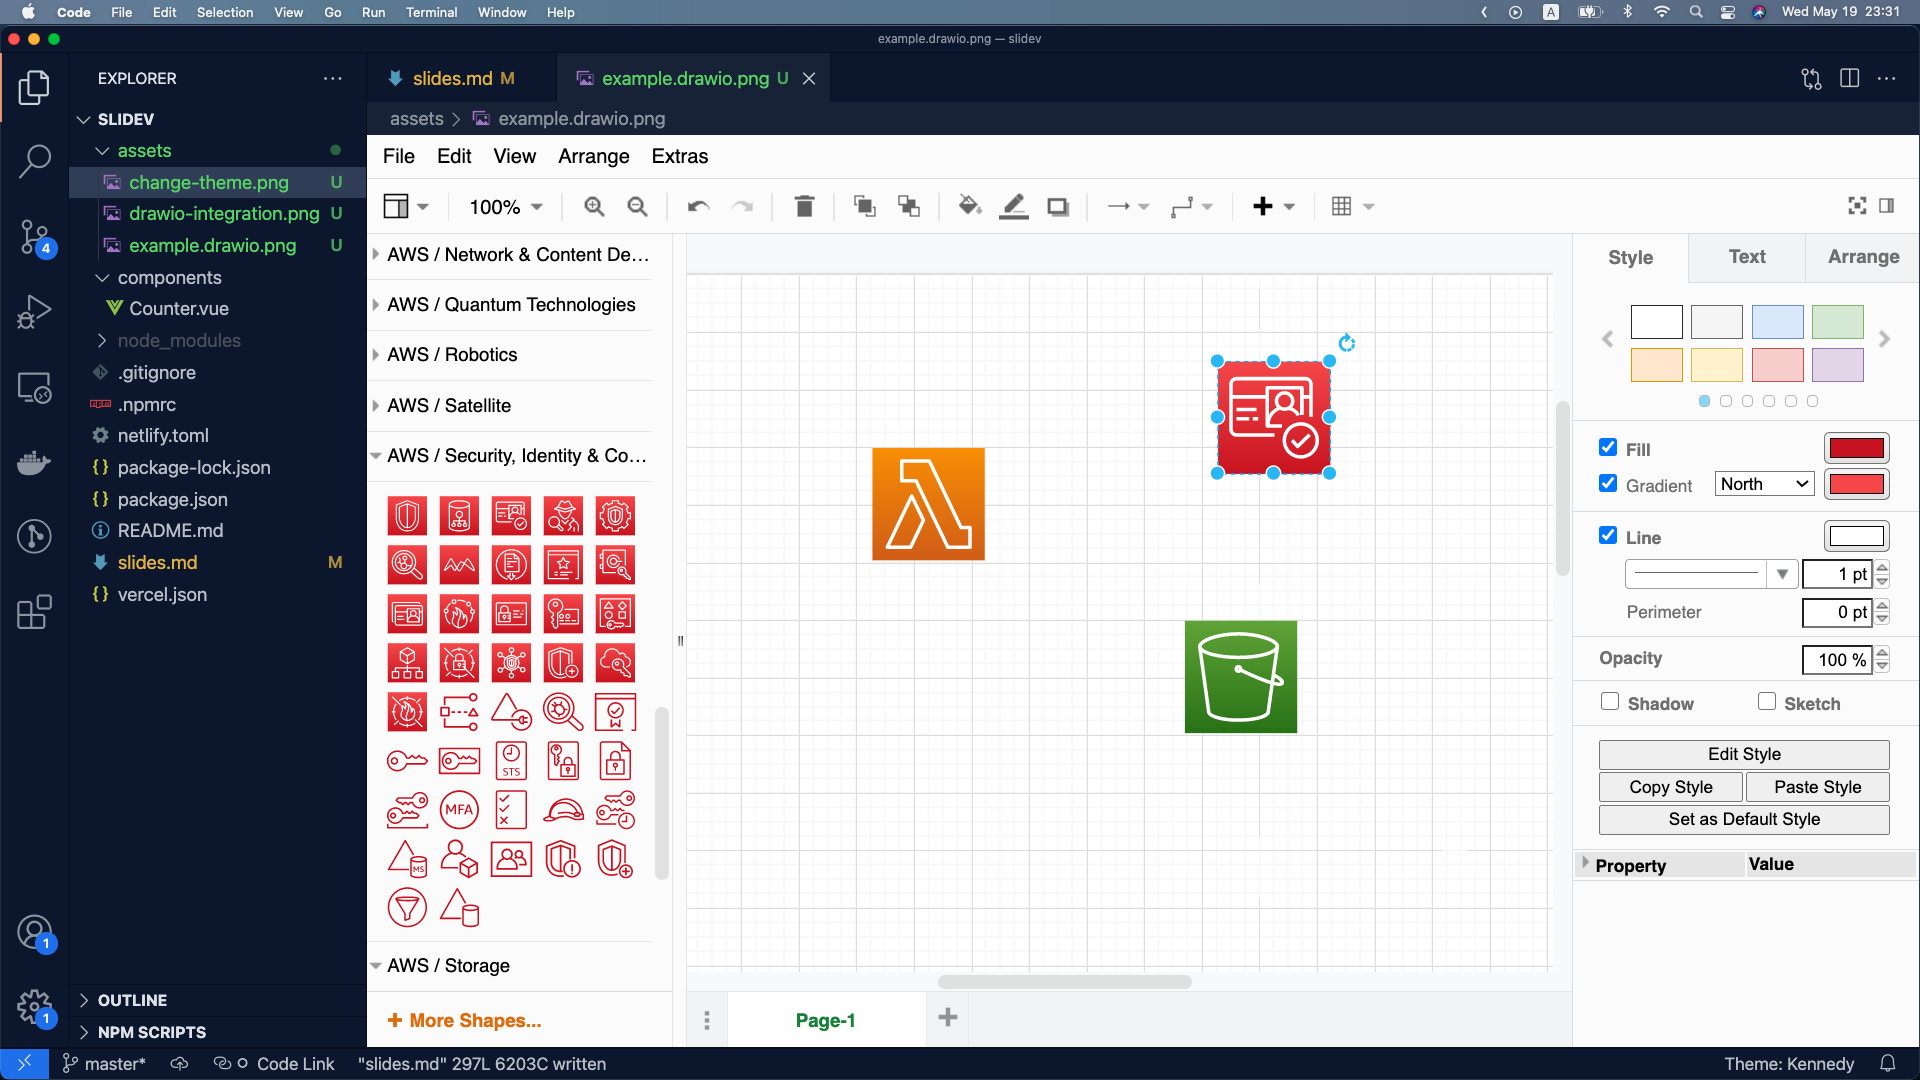 Code File Edit Selection View Go Run Terminal Window Help
A
Wed May 19 23:31
example.drawio.png — slidev
EXPLORER
SLIDEV
assets
change-theme.png U
drawio-integration.png U
example.drawio.png U
components
Counter.vue
node_modules
.gitignore
.npmrc
netlify.toml
{} package-lock.json
{} package.json
README.md
slides.md M
{} vercel.json
OUTLINE
NPM SCRIPTS
4
1
1
slides.md M
example.drawio.png U
assets > example.drawio.png
File Edit View Arrange Extras
100%
AWS / Network & Content De...
AWS / Quantum Technologies
AWS / Robotics
AWS / Satellite
AWS / Security, Identity & Co...
STS
MFA
MS
AWS / Storage
+ More Shapes...
Page-1
Style Text Arrange
Fill
Gradient North
Line
1 pt
Perimeter 0 pt
Opacity 100 %
Shadow Sketch
Edit Style
Copy Style Paste Style
Set as Default Style
Property Value
master* Code Link "slides.md" 297L 6203C written
Theme: Kennedy